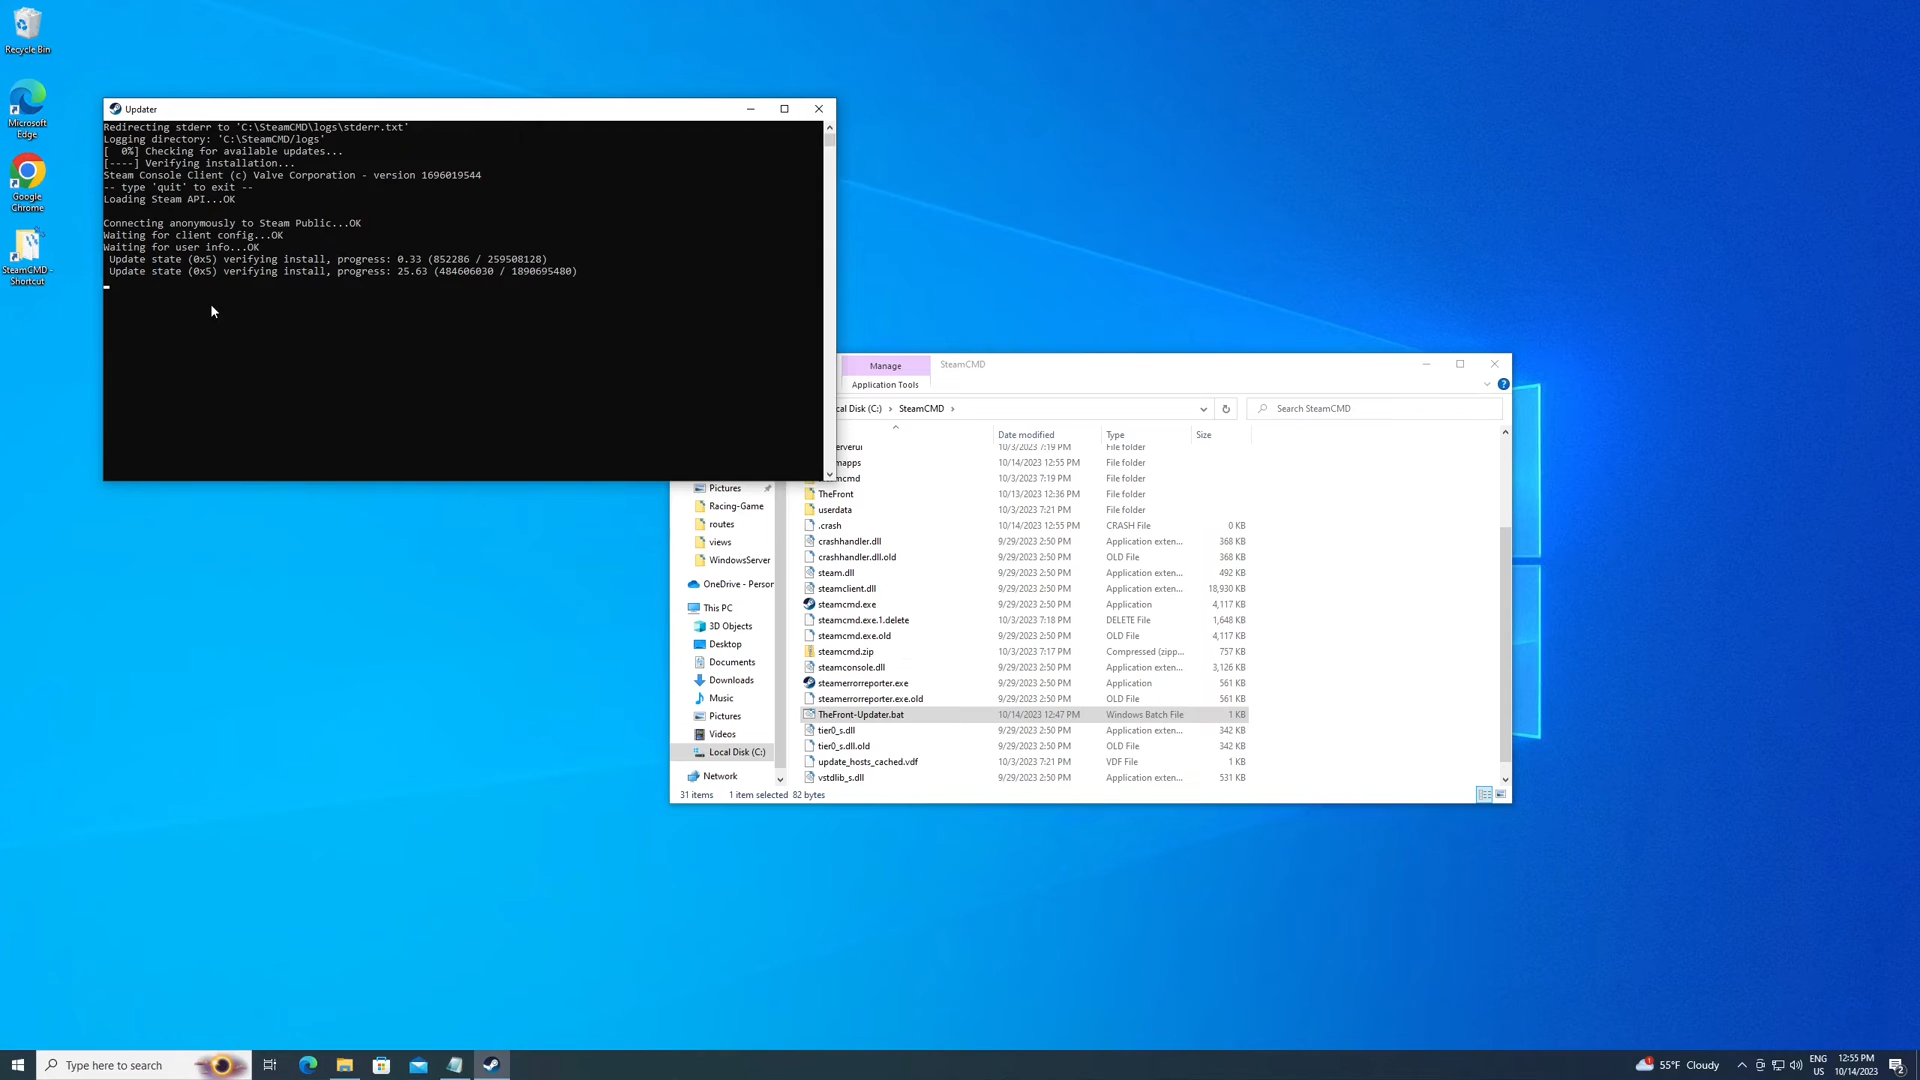 Recycle Bin
Microsoft
Edge
Google
Chrome
SteamCMD -
Shortcut
Updater
Redirecting stderr to 'C:\SteamCMD\logs\stderr.txt'
Logging directory: 'C:\SteamCMD/logs'
[  0%] Checking for available updates...
[----] Verifying installation...
Steam Console Client (c) Valve Corporation - version 1696019544
-- type 'quit' to exit --
Loading Steam API...OK
Connecting anonymously to Steam Public...OK
Waiting for client config...OK
Waiting for user info...OK
Update state (0x5) verifying install, progress: 0.33 (852286 / 259508128)
Update state (0x5) verifying install, progress: 25.63 (484606030 / 1890695480)
Manage
SteamCMD
Application Tools
cal Disk (C:) > SteamCMD >
Search SteamCMD
Date modified
Type
Size
erverui 10/3/2023 7:19 PM File folder
mapps 10/14/2023 12:55 PM File folder
mcmd 10/3/2023 7:19 PM File folder
TheFront 10/13/2023 12:36 PM File folder
userdata 10/3/2023 7:21 PM File folder
.crash 10/14/2023 12:55 PM CRASH File 0 KB
crashhandler.dll 9/29/2023 2:50 PM Application exten... 368 KB
crashhandler.dll.old 9/29/2023 2:50 PM OLD File 368 KB
steam.dll 9/29/2023 2:50 PM Application exten... 492 KB
steamclient.dll 9/29/2023 2:50 PM Application exten... 18,930 KB
steamcmd.exe 9/29/2023 2:50 PM Application 4,117 KB
steamcmd.exe.1.delete 10/3/2023 7:18 PM DELETE File 1,648 KB
steamcmd.exe.old 9/29/2023 2:50 PM OLD File 4,117 KB
steamcmd.zip 10/3/2023 7:17 PM Compressed (zipp... 757 KB
steamconsole.dll 9/29/2023 2:50 PM Application exten... 3,126 KB
steamerrorreporter.exe 9/29/2023 2:50 PM Application 561 KB
steamerrorreporter.exe.old 9/29/2023 2:50 PM OLD File 561 KB
TheFront-Updater.bat 10/14/2023 12:47 PM Windows Batch File 1 KB
tier0_s.dll 9/29/2023 2:50 PM Application exten... 342 KB
tier0_s.dll.old 9/29/2023 2:50 PM OLD File 342 KB
update_hosts_cached.vdf 10/3/2023 7:21 PM VDF File 1 KB
vstdlib_s.dll 9/29/2023 2:50 PM Application exten... 531 KB
Pictures
Racing-Game
routes
views
WindowsServer
OneDrive - Person
This PC
3D Objects
Desktop
Documents
Downloads
Music
Pictures
Videos
Local Disk (C:)
Network
31 items 1 item selected 82 bytes
Type here to search
55°F Cloudy
ENG
US
12:55 PM
10/14/2023